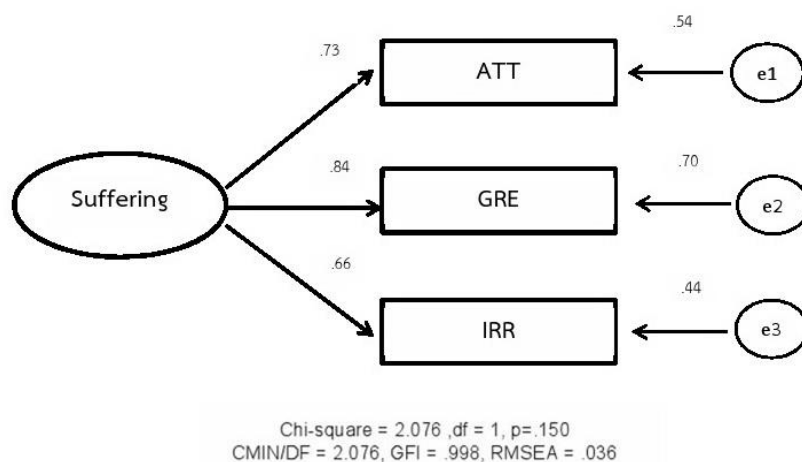 .54
.73
ATT
e1
.84
.70
Suffering
GRE
e2
.66
.44
IRR
e3
Chi-square = 2.076 ,df = 1, p=.150
CMIN/DF = 2.076, GFI = .998, RMSEA = .036